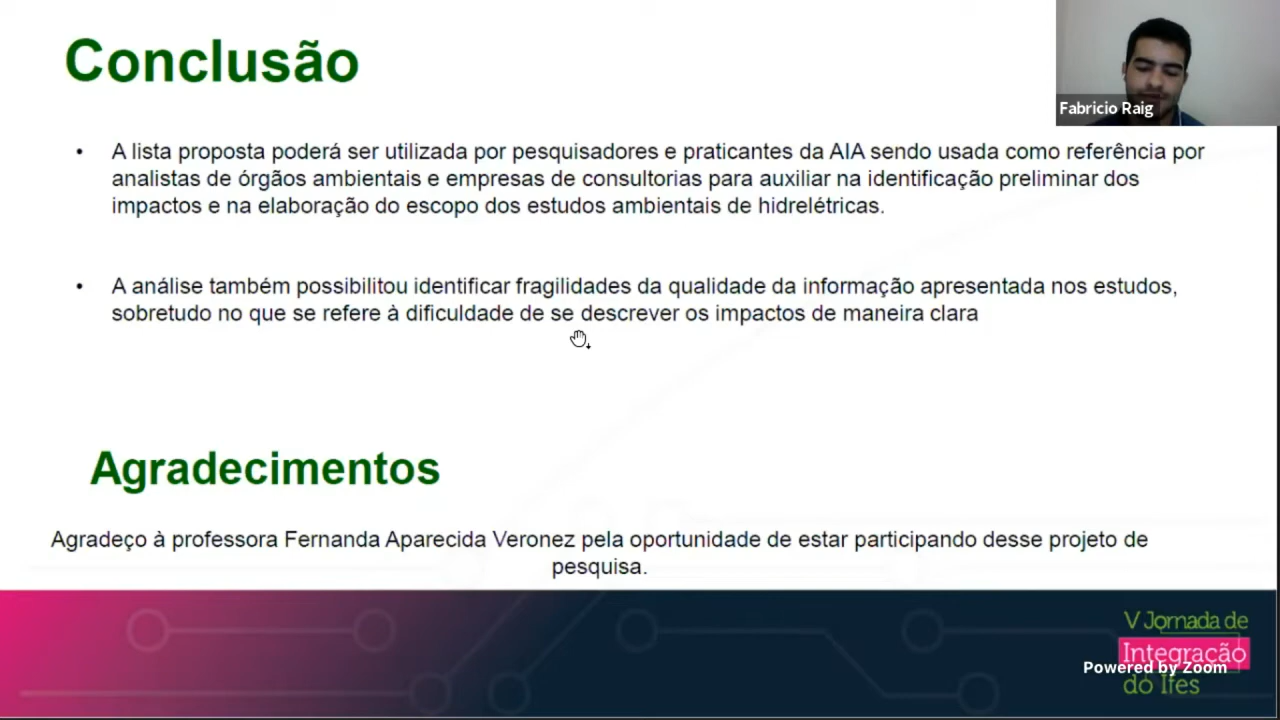 Conclusão
Fabricio Raig
• A lista proposta poderá ser utilizada por pesquisadores e praticantes da AIA sendo usada como referência por
analistas de órgãos ambientais e empresas de consultorias para auxiliar na identificação preliminar dos
impactos e na elaboração do escopo dos estudos ambientais de hidrelétricas.
• A análise também possibilitou identificar fragilidades da qualidade da informação apresentada nos estudos,
sobretudo no que se refere à dificuldade de se descrever os impactos de maneira clara
Agradecimentos
Agradeço à professora Fernanda Aparecida Veronez pela oportunidade de estar participando desse projeto de
pesquisa.
V Jornada de
Integração
Powered by Zoom
do Ifes